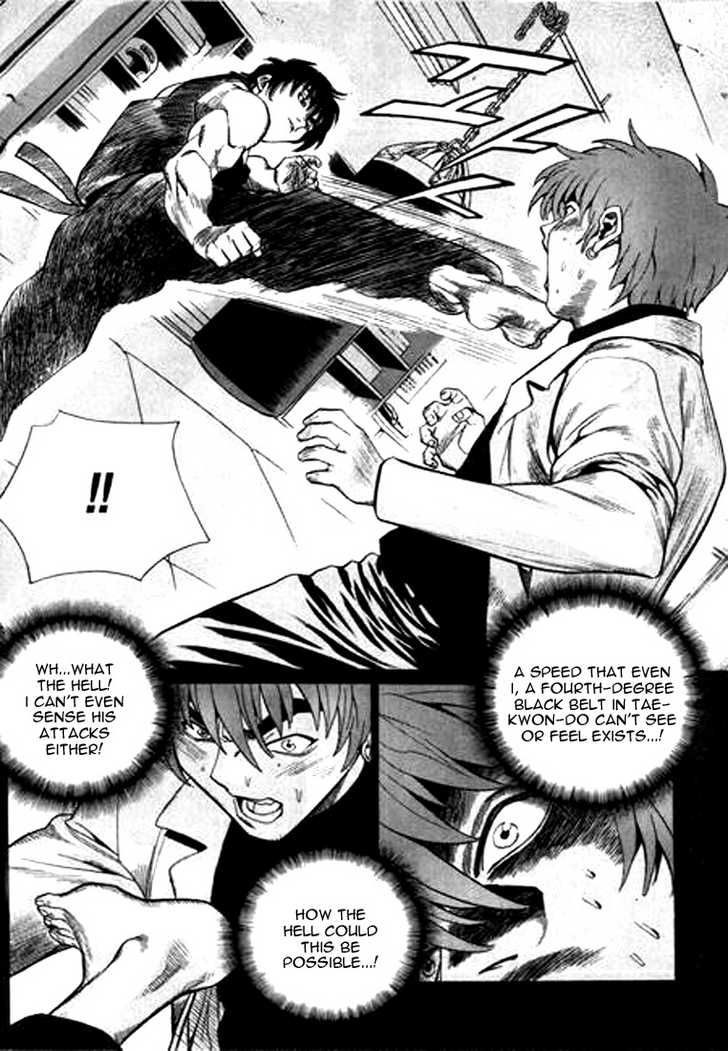 !!
WH...WHAT
THE HELL!
I CAN'T EVEN
SENSE HIS
ATTACKS
EITHER!
A SPEED THAT EVEN
I, A FOURTH-DEGREE
BLACK BELT IN TAE-
KWON-DO CAN'T SEE
OR FEEL EXISTS...!
HOW THE
HELL COULD
THIS BE
POSSIBLE...!